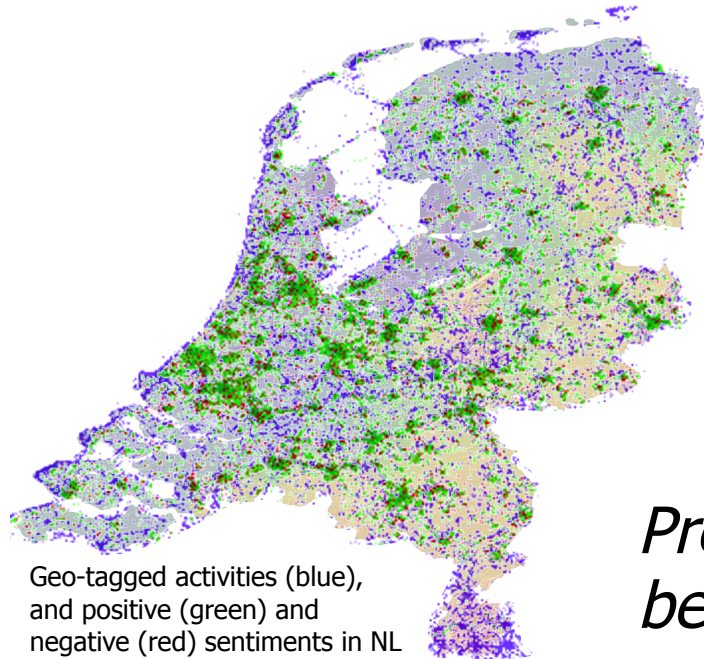 Geo-tagged activities (blue),
and positive (green) and
negative (red) sentiments in NL